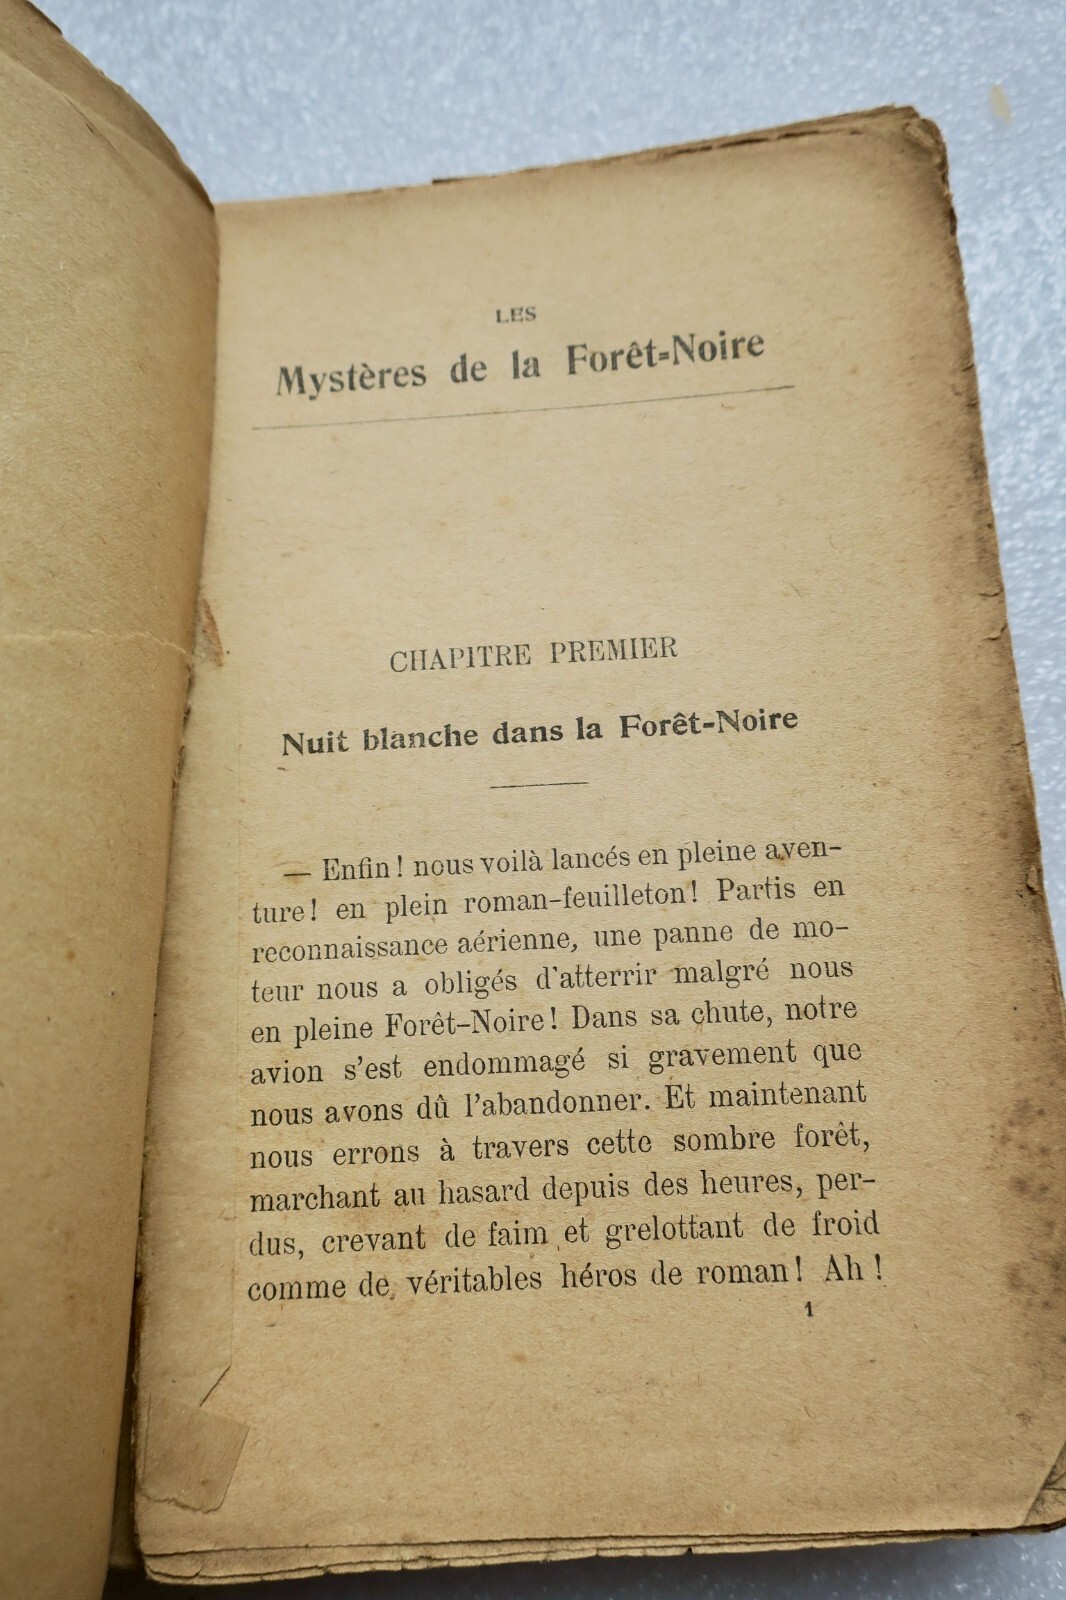 LES
Mystères de la Forêt-Noire
CHAPITRE PREMIER
Nuit blanche dans la Forêt-Noire
— Enfin ! nous voilà lancés en pleine aven-
ture ! en plein roman-feuilleton ! Partis en
reconnaissance aérienne, une panne de mo-
teur nous a obligés d'atterrir malgré nous
en pleine Forêt-Noire ! Dans sa chute, notre
avion s'est endommagé si gravement que
nous avons dû l'abandonner. Et maintenant
nous errons à travers cette sombre forêt,
marchant au hasard depuis des heures, per-
dus, crevant de faim et grelottant de froid
comme de véritables héros de roman ! Ah !
1